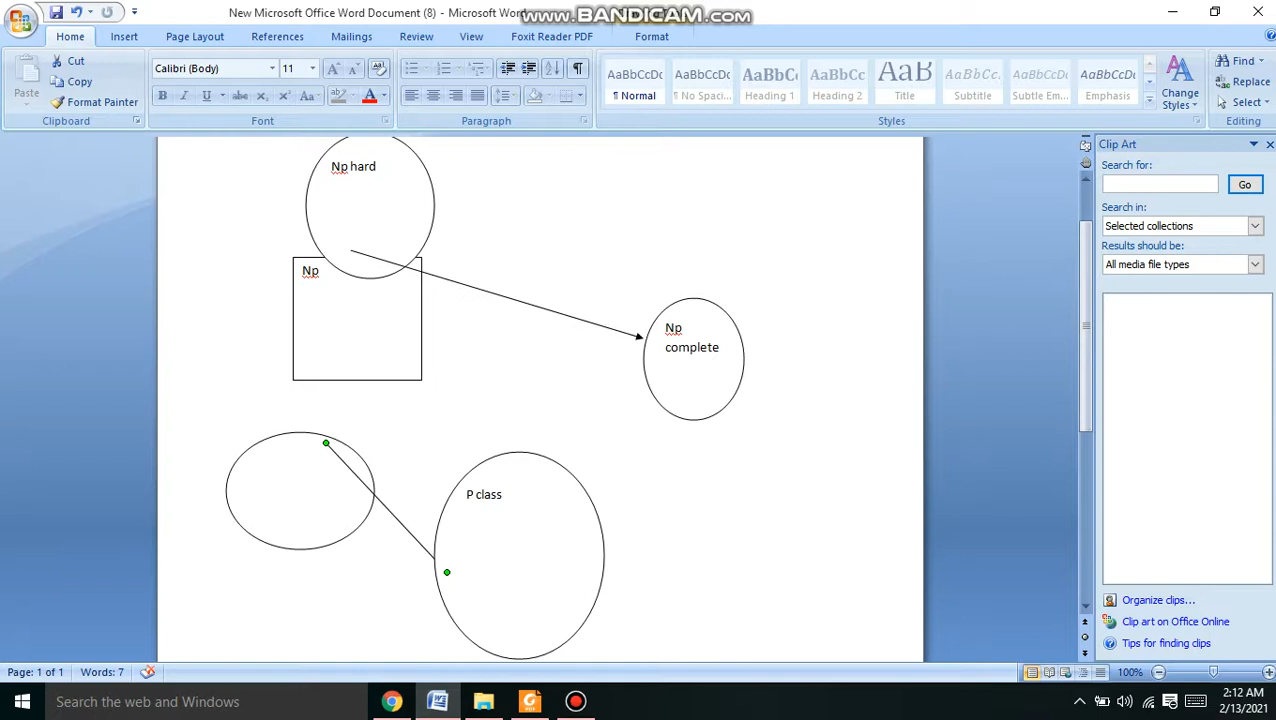 New Microsoft Office Word Document (8) - Microsoft Word
www.BANDICAM.com
Home Insert Page Layout References Mailings Review View Foxit Reader PDF Format
Paste
Cut
Copy
Format Painter
Clipboard
Calibri (Body) 11
Font
Paragraph
AaBbCcDc AaBbCcDc AaBbCc AaBbCc AaB AaBbCc. AaBbCcDc AaBbCcDc
¶ Normal ¶ No Spaci... Heading 1 Heading 2 Title Subtitle Subtle Em... Emphasis
Change
Styles
Styles
Find
Replace
Select
Editing
Np hard
Np
Np
complete
P class
Clip Art
Search for:
Go
Search in:
Selected collections
Results should be:
All media file types
Organize clips...
Clip art on Office Online
Tips for finding clips
Page: 1 of 1 Words: 7
100%
Search the web and Windows
2:12 AM
2/13/2021